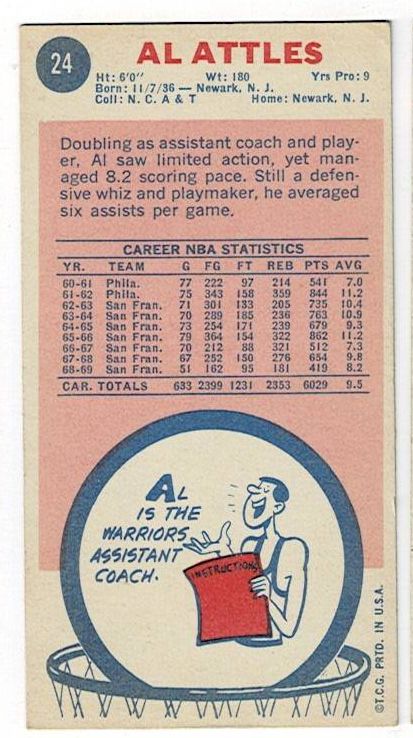 24
AL ATTLES
Ht: 6'0" Wt: 180 Yrs Pro: 9
Born: 11/7/36 — Newark, N. J.
Coll: N. C. A & T Home: Newark, N. J.
Doubling as assistant coach and play-
er, Al saw limited action, yet man-
aged 8.2 scoring pace. Still a defen-
sive whiz and playmaker, he averaged
six assists per game.
CAREER NBA STATISTICS
YR. TEAM G FG FT REB PTS AVG
60-61 Phila. 77 222 97 214 541 7.0
61-62 Phila. 75 343 158 359 844 11.2
62-63 San Fran. 71 301 133 205 735 10.4
63-64 San Fran. 70 289 185 236 763 10.9
64-65 San Fran. 73 254 171 239 679 9.3
65-66 San Fran. 79 364 154 322 862 11.2
66-67 San Fran. 70 212 88 321 512 7.3
67-68 San Fran. 67 252 150 276 654 9.8
68-69 San Fran. 51 162 95 181 419 8.2
CAR. TOTALS 633 2399 1231 2353 6029 9.5
AL
IS THE
WARRIORS
ASSISTANT
COACH.
INSTRUCTIONS
©T.C.G. PRTD. IN U.S.A.